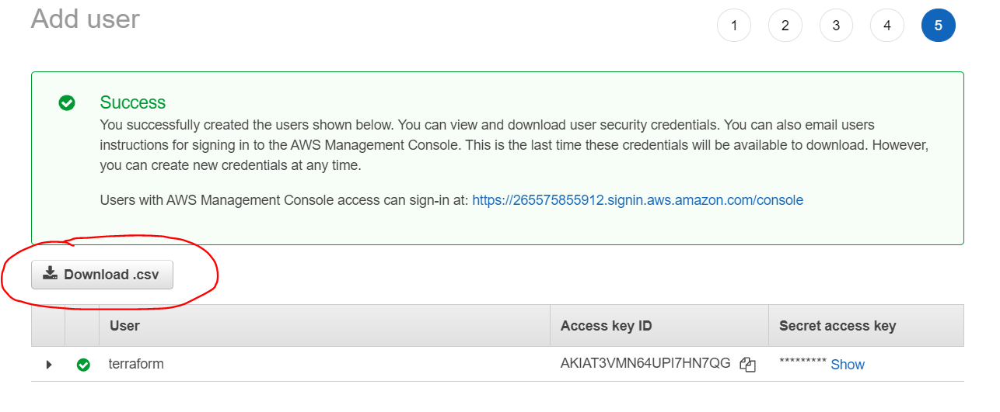 Add user
1 2 3 4 5
Success
You successfully created the users shown below. You can view and download user security credentials. You can also email users
instructions for signing in to the AWS Management Console. This is the last time these credentials will be available to download. However,
you can create new credentials at any time.
Users with AWS Management Console access can sign-in at: https://265575855912.signin.aws.amazon.com/console
Download .csv
User Access key ID Secret access key
terraform AKIAT3VMN64UPI7HN7QG ********* Show